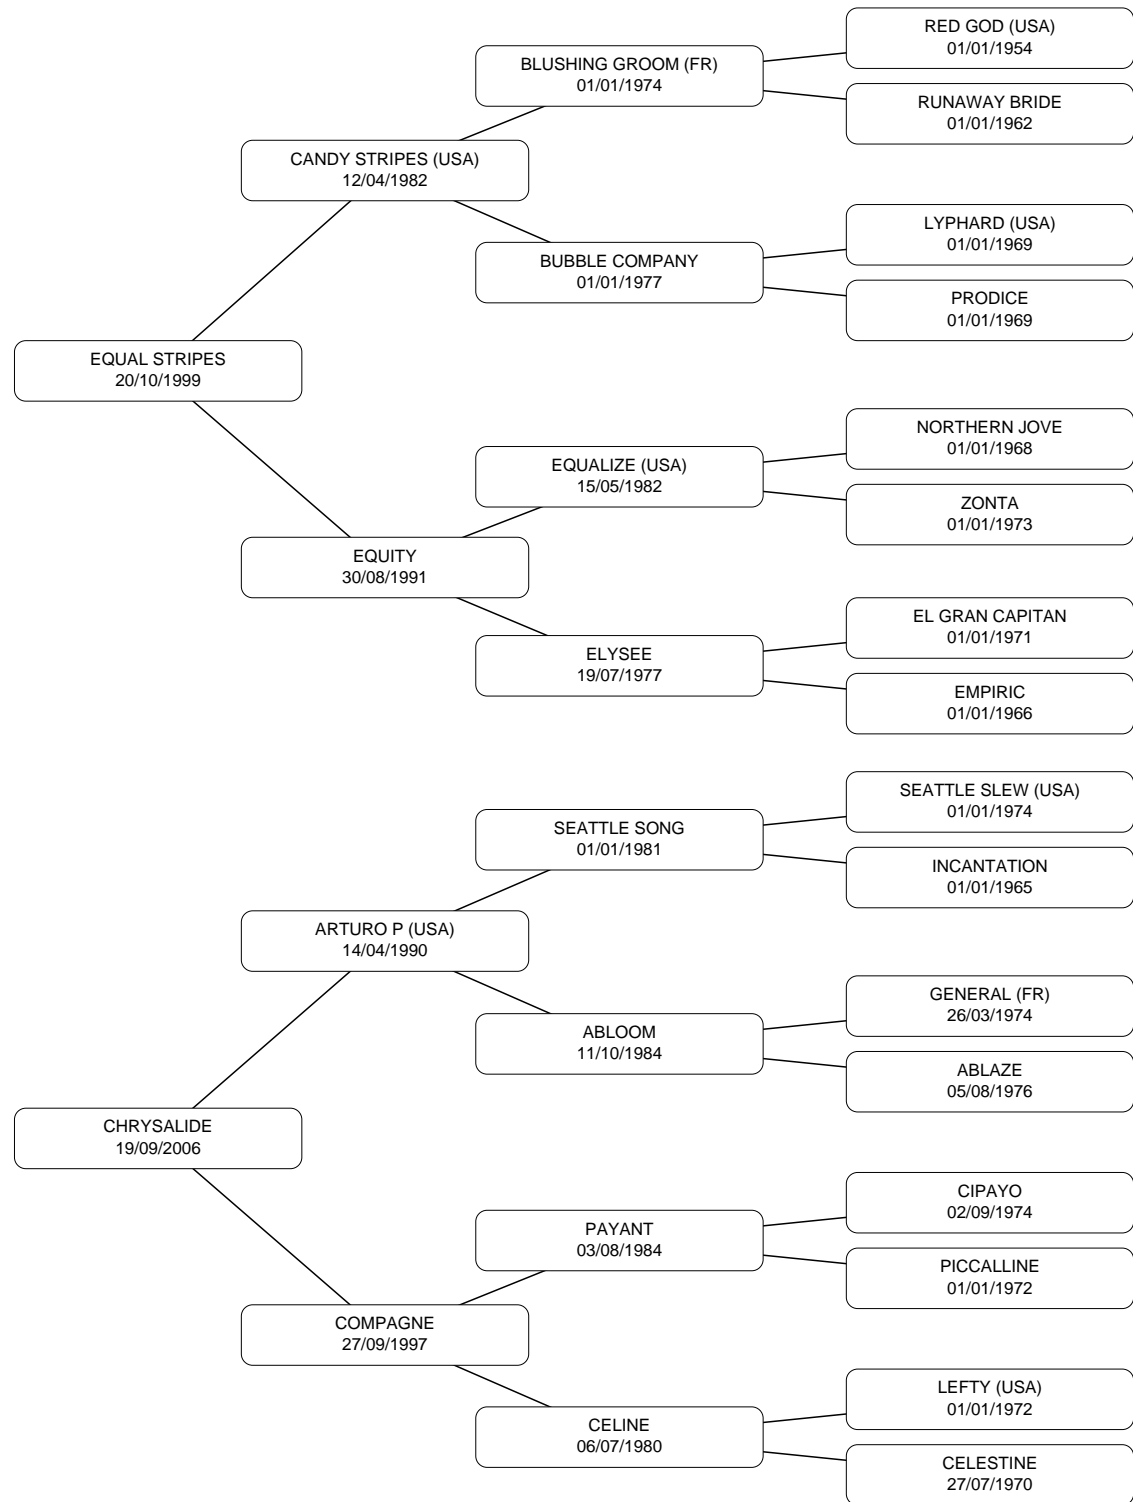 RED GOD (USA)
01/01/1954
BLUSHING GROOM (FR)
01/01/1974
RUNAWAY BRIDE
01/01/1962
CANDY STRIPES (USA)
12/04/1982
LYPHARD (USA)
01/01/1969
BUBBLE COMPANY
01/01/1977
PRODICE
01/01/1969
EQUAL STRIPES
20/10/1999
NORTHERN JOVE
01/01/1968
EQUALIZE (USA)
15/05/1982
ZONTA
01/01/1973
EQUITY
30/08/1991
EL GRAN CAPITAN
01/01/1971
ELYSEE
19/07/1977
EMPIRIC
01/01/1966
SEATTLE SLEW (USA)
01/01/1974
SEATTLE SONG
01/01/1981
INCANTATION
01/01/1965
ARTURO P (USA)
14/04/1990
GENERAL (FR)
26/03/1974
ABLOOM
11/10/1984
ABLAZE
05/08/1976
CHRYSALIDE
19/09/2006
CIPAYO
02/09/1974
PAYANT
03/08/1984
PICCALLINE
01/01/1972
COMPAGNE
27/09/1997
LEFTY (USA)
01/01/1972
CELINE
06/07/1980
CELESTINE
27/07/1970